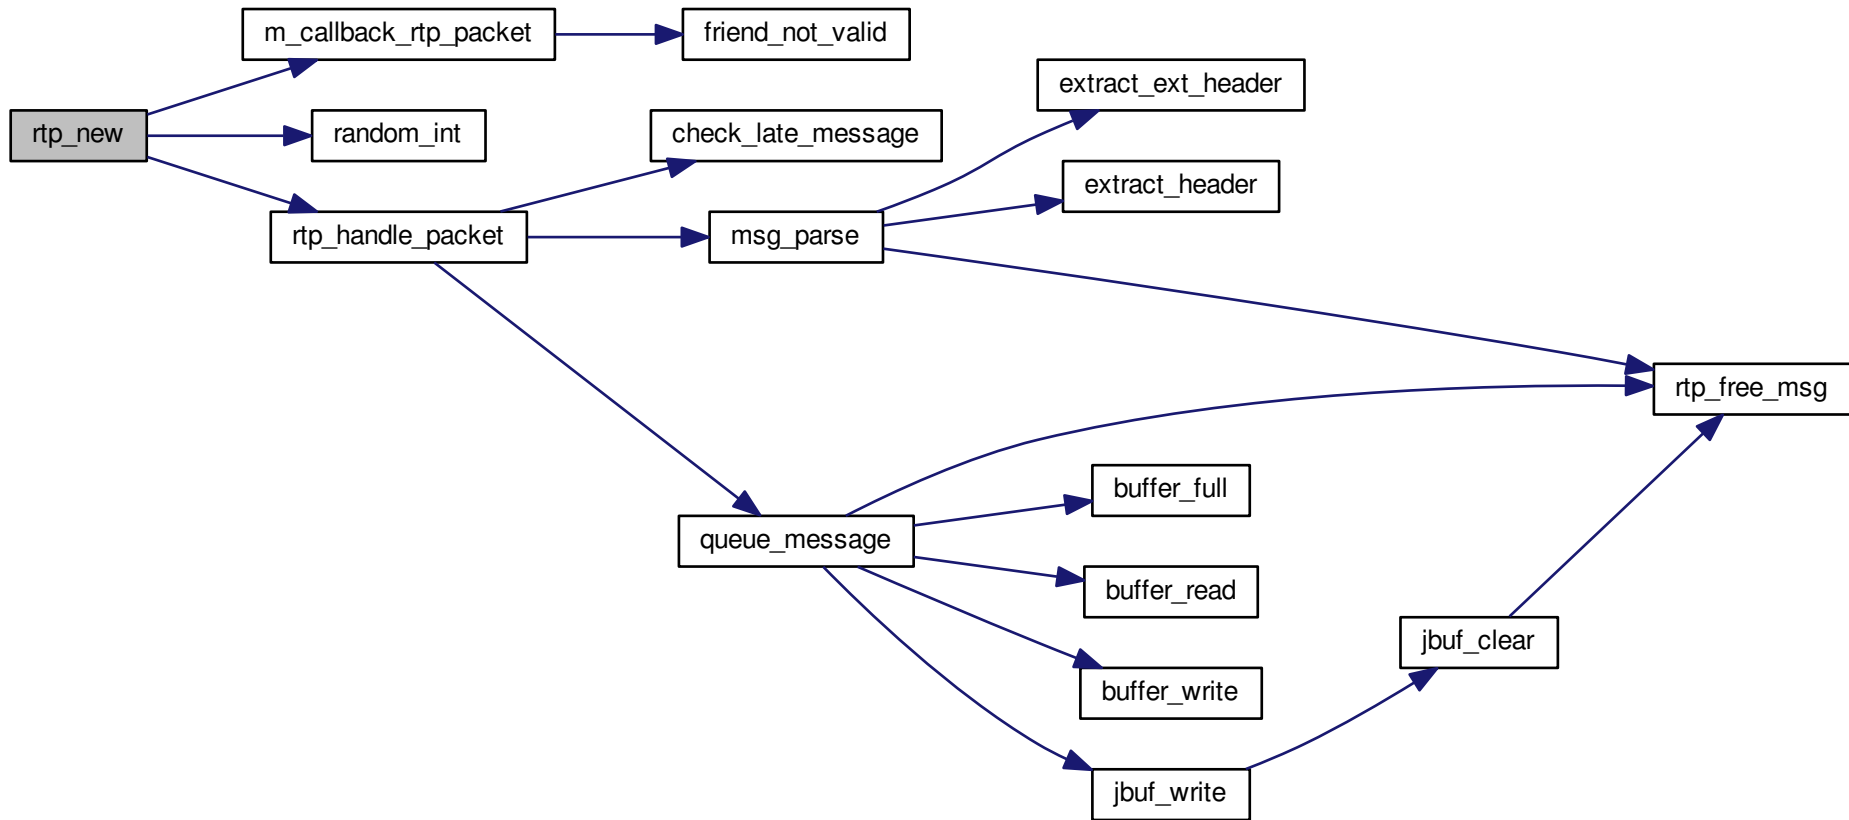 m_callback_rtp_packet
friend_not_valid
extract_ext_header
rtp_new
random_int
check_late_message
extract_header
rtp_handle_packet
msg_parse
rtp_free_msg
buffer_full
queue_message
buffer_read
jbuf_clear
buffer_write
jbuf_write